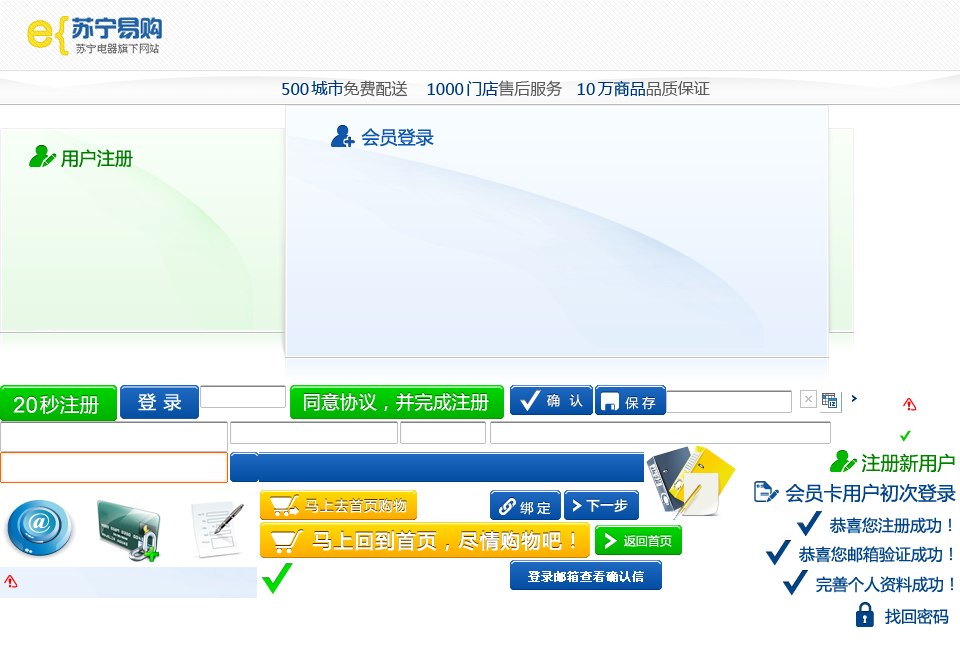 e{ 苏宁易购
苏宁电器旗下网站
500城市免费配送 1000门店售后服务 10万商品品质保证
会员登录
用户注册
20秒注册 登 录 同意协议，并完成注册 确 认 保 存
注册新用户
会员卡用户初次登录
马上去首页购物 绑 定 下一步
恭喜您注册成功！
马上回到首页，尽情购物吧！ 返回首页
恭喜您邮箱验证成功！
登录邮箱查看确认信
完善个人资料成功！
找回密码